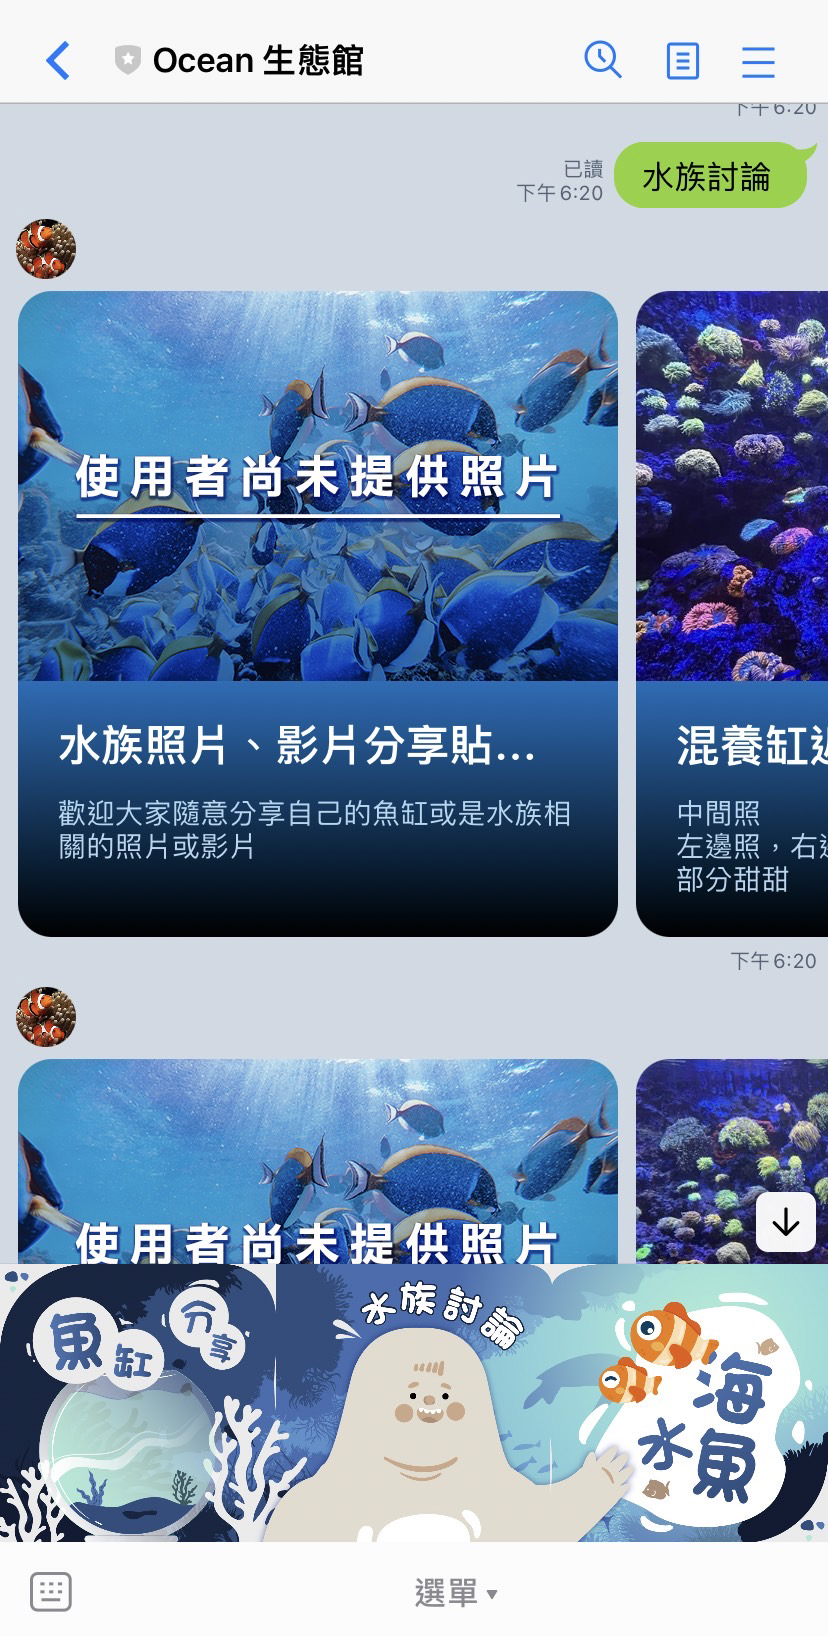 Ocean 生態館
下午 6:20
已讀
下午 6:20
水族討論
使用者尚未提供照片
水族照片、影片分享貼...
歡迎大家隨意分享自己的魚缸或是水族相
關的照片或影片
混養缸近
中間照
左邊照，右邊
部分甜甜
下午 6:20
使用者尚未提供照片
魚缸
分享
水族討論
海水魚
選單